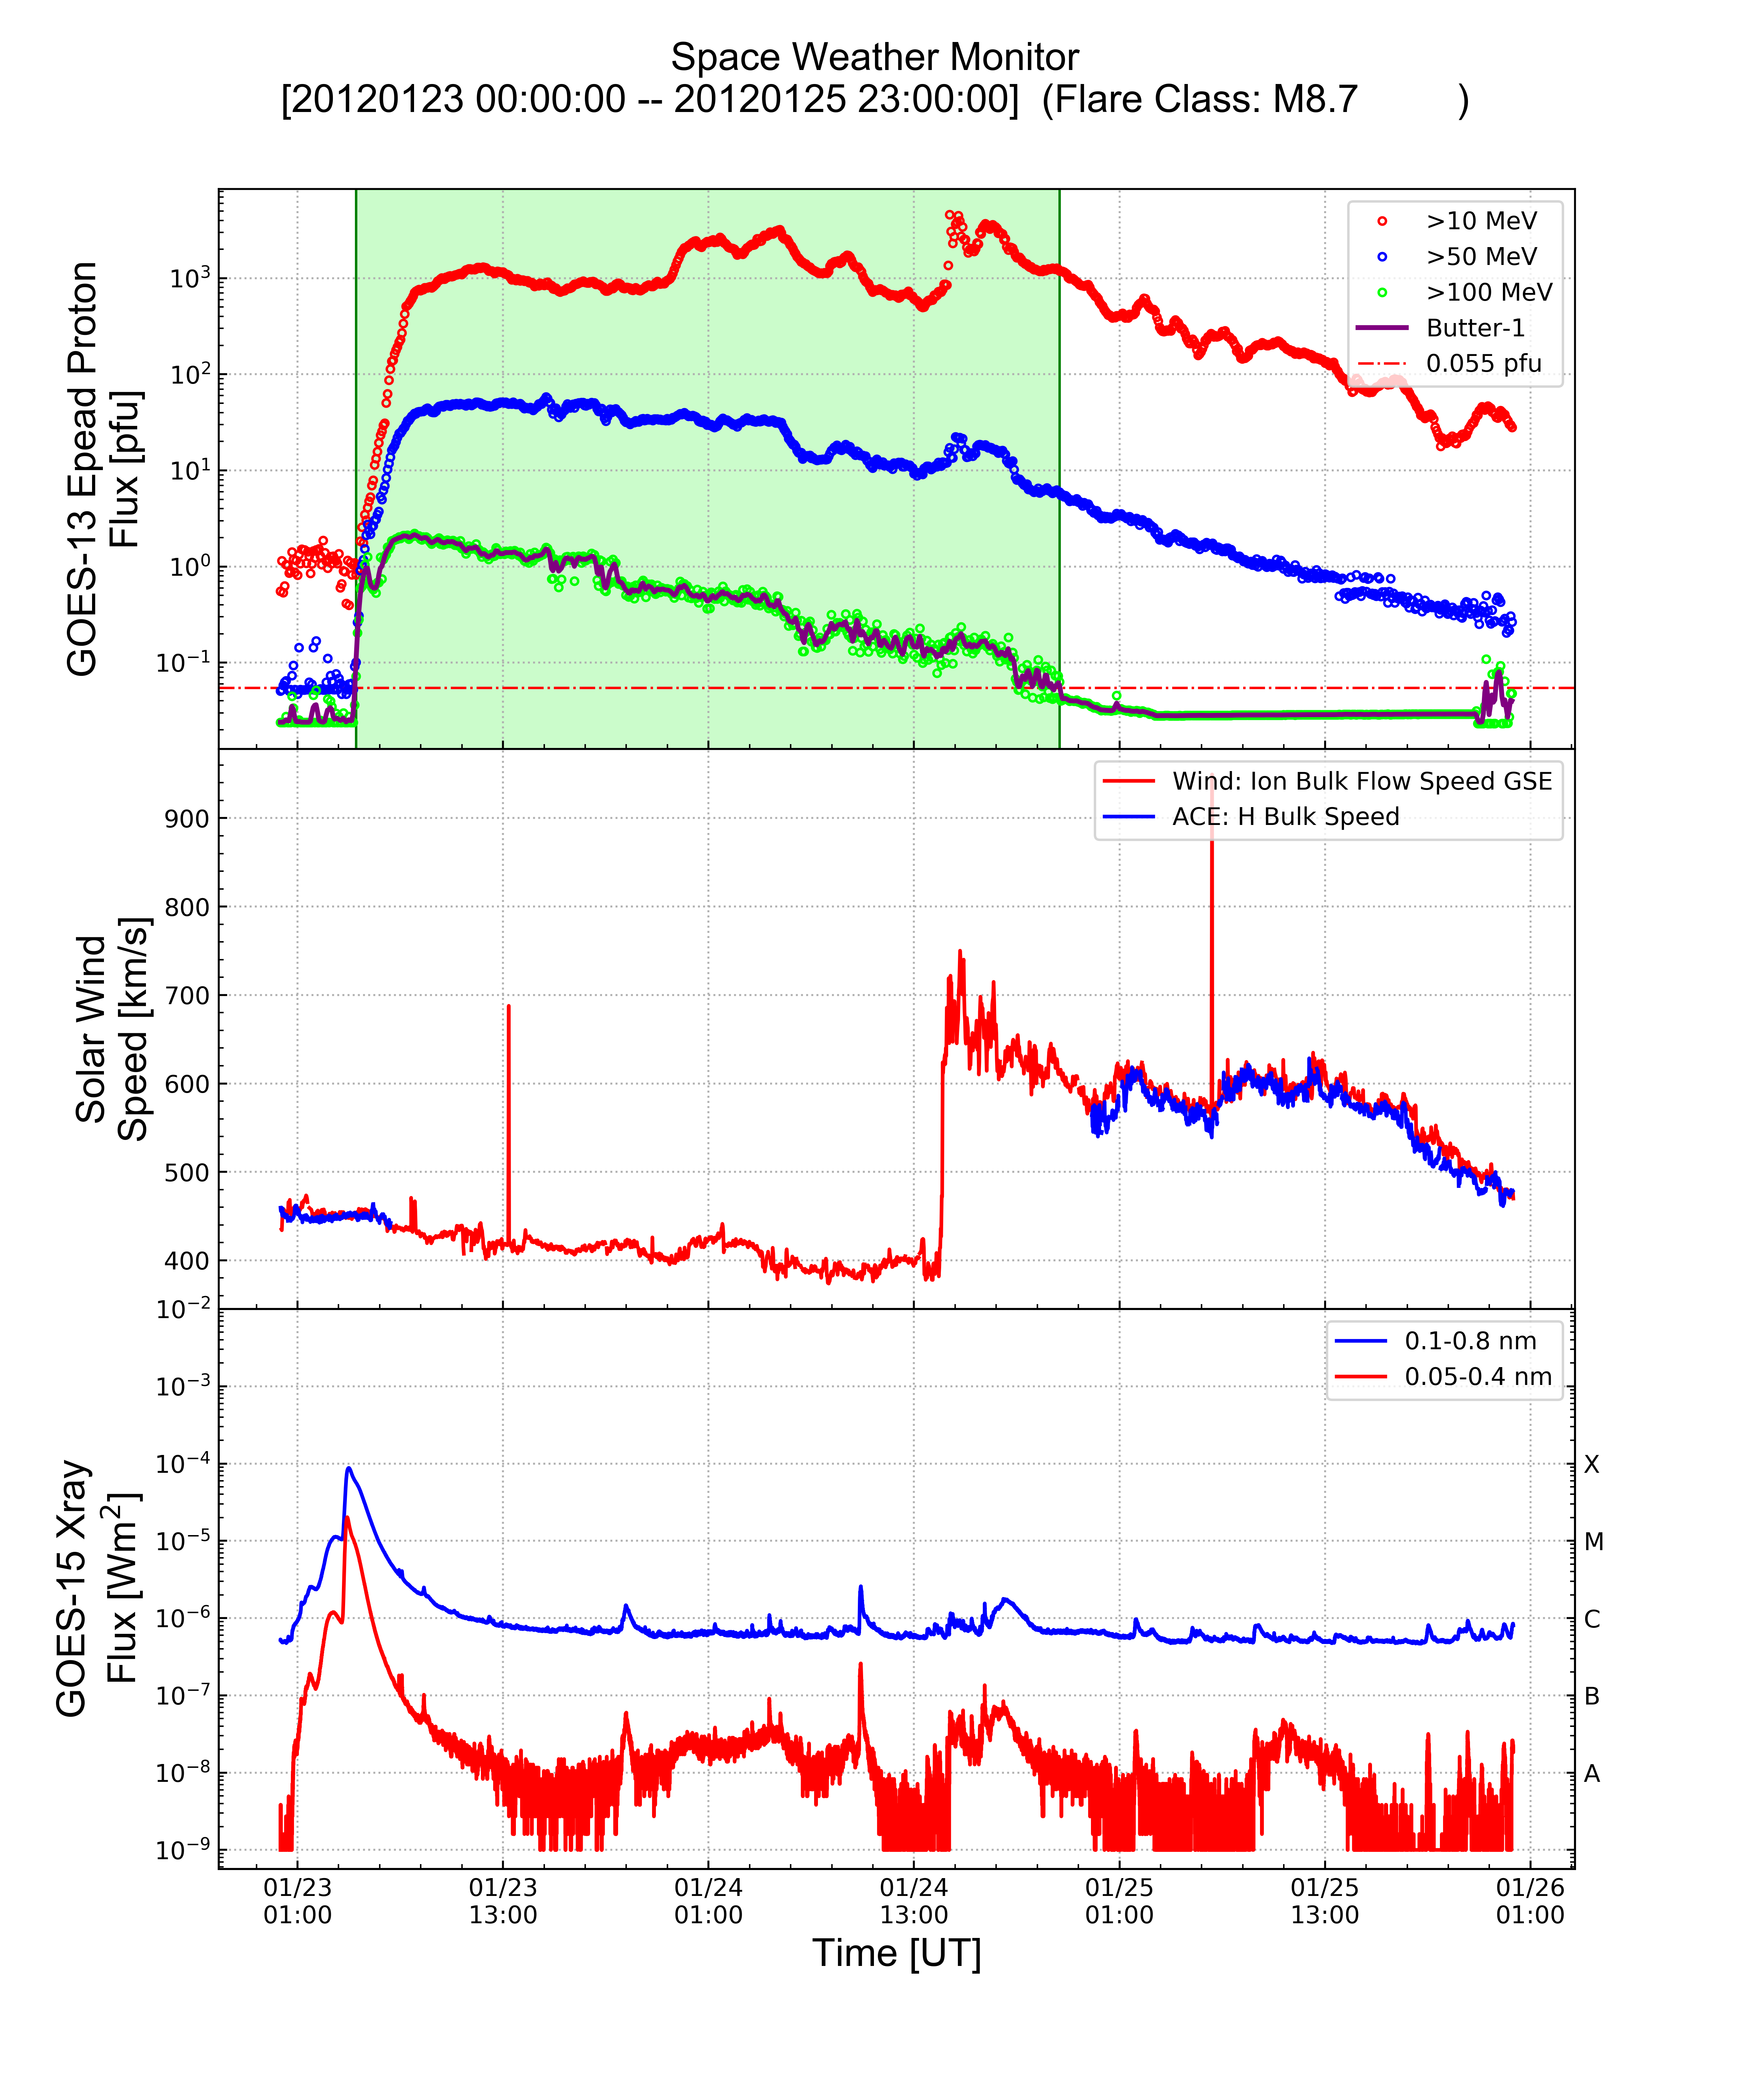 Space Weather Monitor
[20120123 00:00:00 -- 20120125 23:00:00]  (Flare Class: M8.7          )
GOES-13 Epead Proton
Flux [pfu]
10³
10²
10¹
10⁰
10⁻¹
>10 MeV
>50 MeV
>100 MeV
Butter-1
0.055 pfu
Solar Wind
Speed [km/s]
900
800
700
600
500
400
Wind: Ion Bulk Flow Speed GSE
ACE: H Bulk Speed
GOES-15 Xray
Flux [Wm²]
10⁻²
10⁻³
10⁻⁴
10⁻⁵
10⁻⁶
10⁻⁷
10⁻⁸
10⁻⁹
0.1-0.8 nm
0.05-0.4 nm
X
M
C
B
A
01/23 01/23 01/24 01/24 01/25 01/25 01/26
01:00 13:00 01:00 13:00 01:00 13:00 01:00
Time [UT]